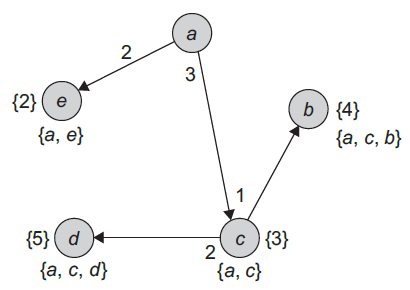 a
2
3
{2} e
{a, e}
b {4}
{a, c, b}
1
{5} d
2
c {3}
{a, c, d}
{a, c}